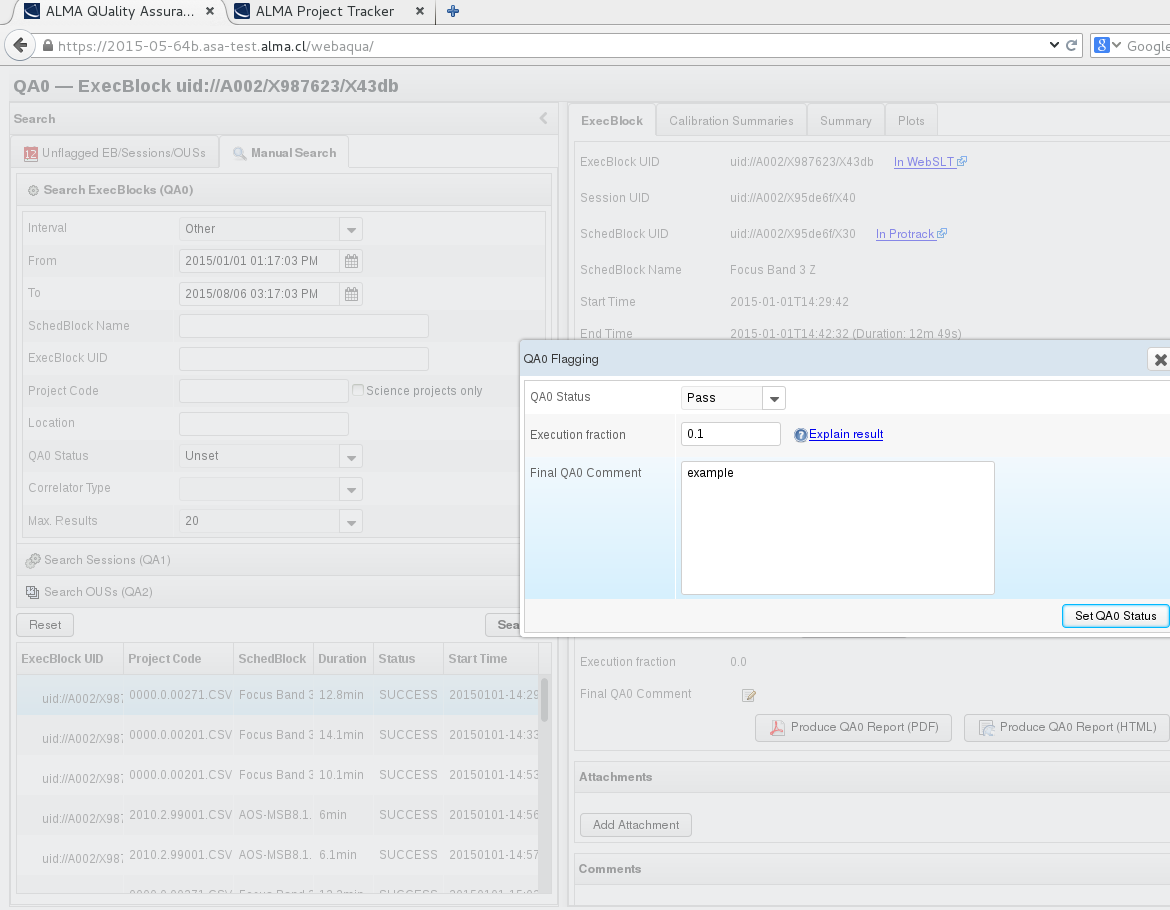 ALMA QUality Assura... ALMA Project Tracker
https://2015-05-64b.asa-test.alma.cl/webaqua/ Google
QA0 — ExecBlock uid://A002/X987623/X43db
Search
Unflagged EB/Sessions/OUSs Manual Search
Search ExecBlocks (QA0)
Interval Other
From 2015/01/01 01:17:03 PM
To 2015/08/06 03:17:03 PM
SchedBlock Name
ExecBlock UID
Project Code Science projects only
Location
QA0 Status Unset
Correlator Type
Max. Results 20
Search Sessions (QA1)
Search OUSs (QA2)
Reset Sea
ExecBlock UID Project Code SchedBlock Duration Status Start Time
uid://A002/X987 0000.0.00271.CSV Focus Band 3 12.8min SUCCESS 20150101-14:29
uid://A002/X987 0000.0.00201.CSV Focus Band 3 14.1min SUCCESS 20150101-14:33
uid://A002/X987 0000.0.00201.CSV Focus Band 3 10.1min SUCCESS 20150101-14:53
uid://A002/X987 2010.2.99001.CSV AOS-MSB8.1. 6min SUCCESS 20150101-14:56
uid://A002/X987 2010.2.99001.CSV AOS-MSB8.1. 6.1min SUCCESS 20150101-14:57
ExecBlock Calibration Summaries Summary Plots
ExecBlock UID uid://A002/X987623/X43db In WebSLT
Session UID uid://A002/X95de6f/X40
SchedBlock UID uid://A002/X95de6f/X30 In Protrack
SchedBlock Name Focus Band 3 Z
Start Time 2015-01-01T14:29:42
End Time 2015-01-01T14:42:32 (Duration: 12m 49s)
QA0 Flagging
QA0 Status Pass
Execution fraction 0.1 Explain result
Final QA0 Comment example
Set QA0 Status
Execution fraction 0.0
Final QA0 Comment
Produce QA0 Report (PDF) Produce QA0 Report (HTML)
Attachments
Add Attachment
Comments